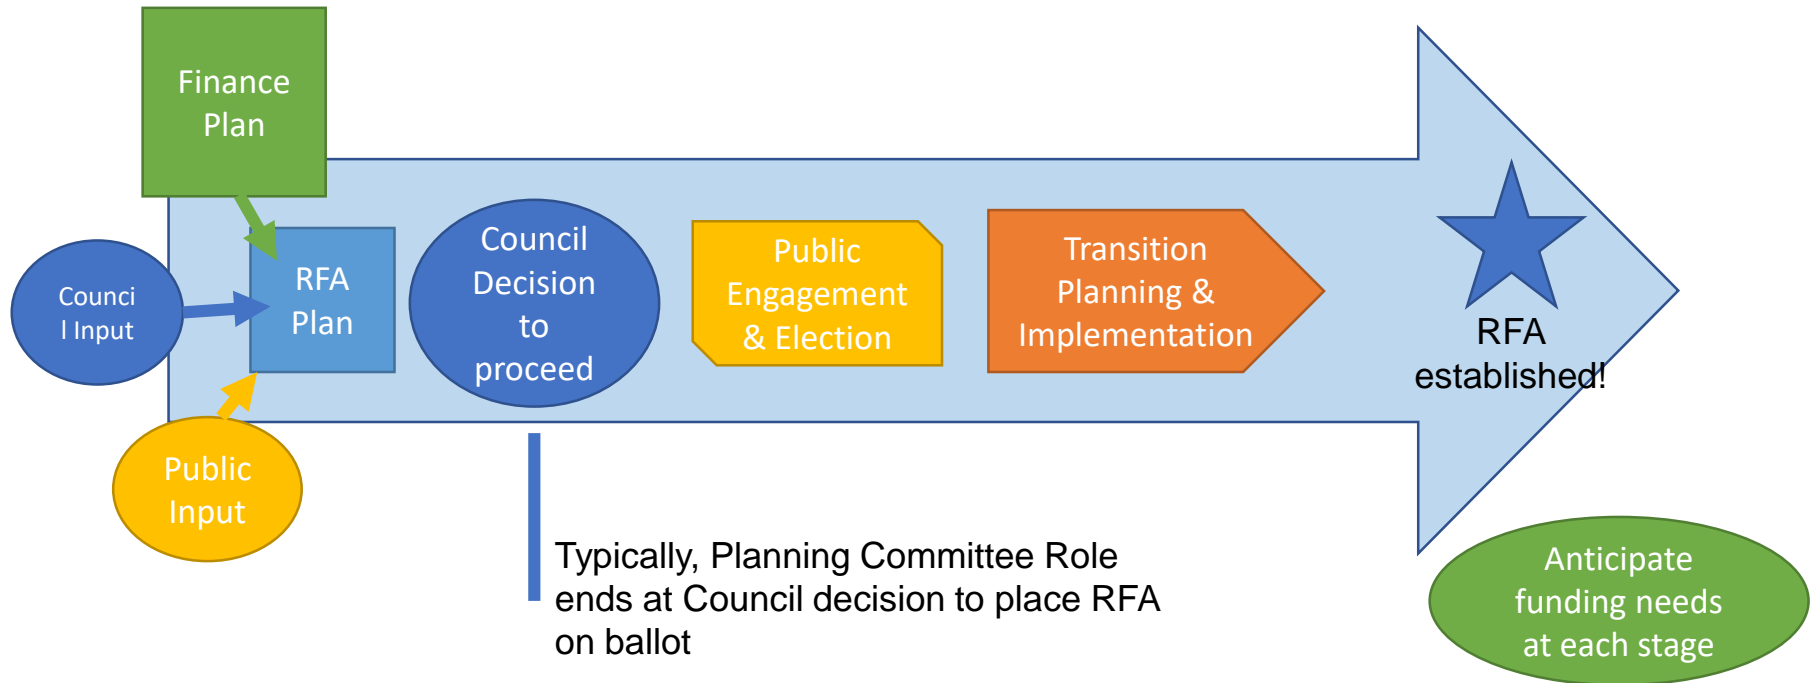 Finance
Plan
Counci
l Input
RFA
Plan
Public
Input
Council
Decision
to
proceed
Public
Engagement
& Election
Transition
Planning &
Implementation
RFA
established!
Typically, Planning Committee Role
ends at Council decision to place RFA
on ballot
Anticipate
funding needs
at each stage